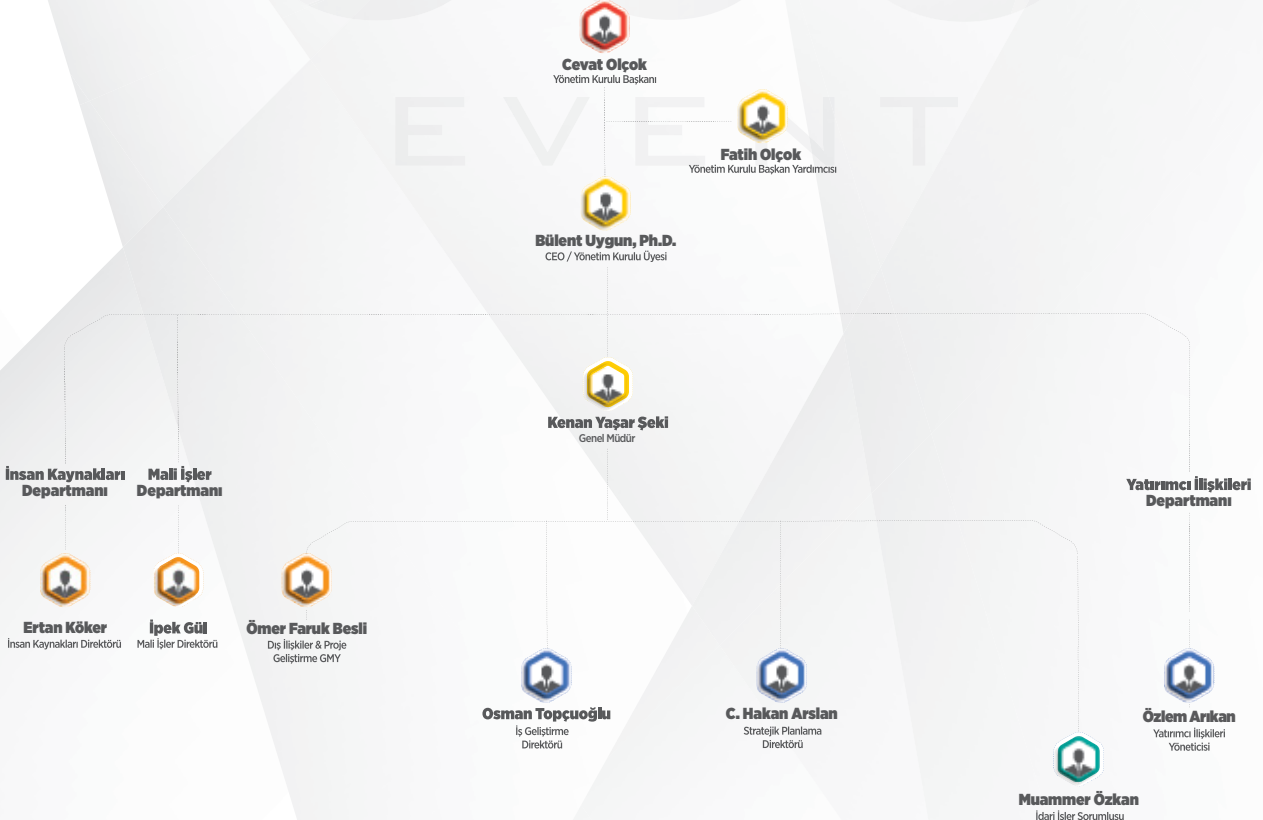 Cevat Olçok
Yönetim Kurulu Başkanı
EVENT
Fatih Olçok
Yönetim Kurulu Başkan Yardımcısı
Bülent Uygun, Ph.D.
CEO / Yönetim Kurulu Üyesi
Kenan Yaşar Şeki
Genel Müdür
İnsan Kaynakları
Departmanı
Mali İşler
Departmanı
Yatırımcı İlişkileri
Departmanı
Ertan Köker
İnsan Kaynakları Direktörü
İpek Gül
Mali İşler Direktörü
Ömer Faruk Besli
Dış İlişkiler & Proje
Geliştirme GMY
Osman Topçuoğlu
İş Geliştirme
Direktörü
C. Hakan Arslan
Stratejik Planlama
Direktörü
Özlem Arıkan
Yatırımcı İlişkileri
Yöneticisi
Muammer Özkan
İdari İşler Sorumlusu